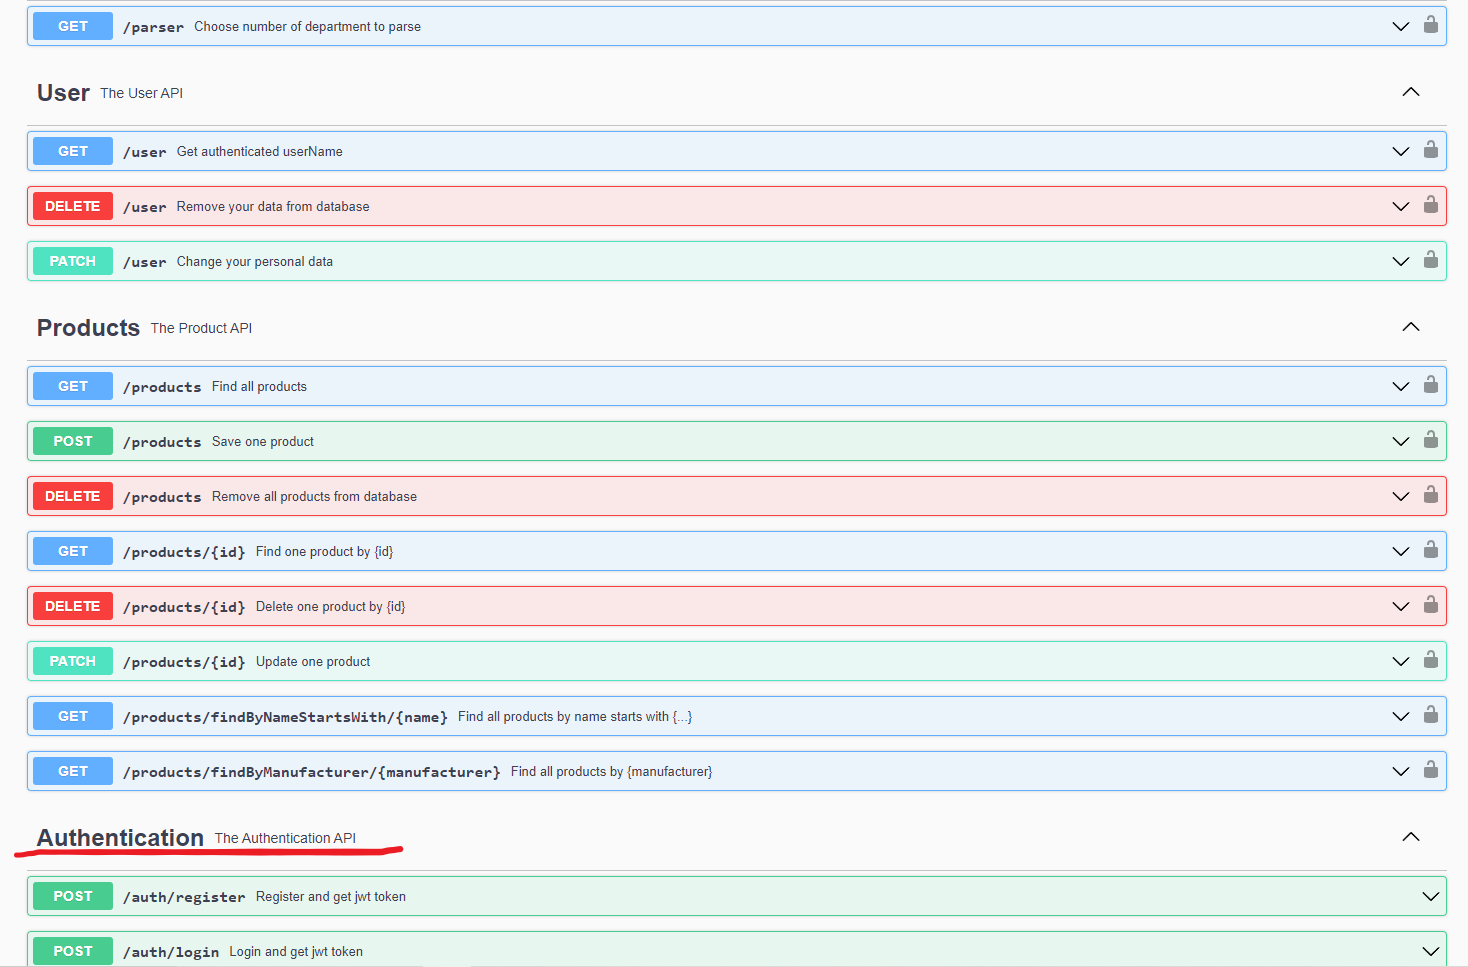 GET /parser Choose number of department to parse
User The User API
GET /user Get authenticated userName
DELETE /user Remove your data from database
PATCH /user Change your personal data
Products The Product API
GET /products Find all products
POST /products Save one product
DELETE /products Remove all products from database
GET /products/{id} Find one product by {id}
DELETE /products/{id} Delete one product by {id}
PATCH /products/{id} Update one product
GET /products/findByNameStartsWith/{name} Find all products by name starts with {...}
GET /products/findByManufacturer/{manufacturer} Find all products by {manufacturer}
Authentication The Authentication API
POST /auth/register Register and get jwt token
POST /auth/login Login and get jwt token